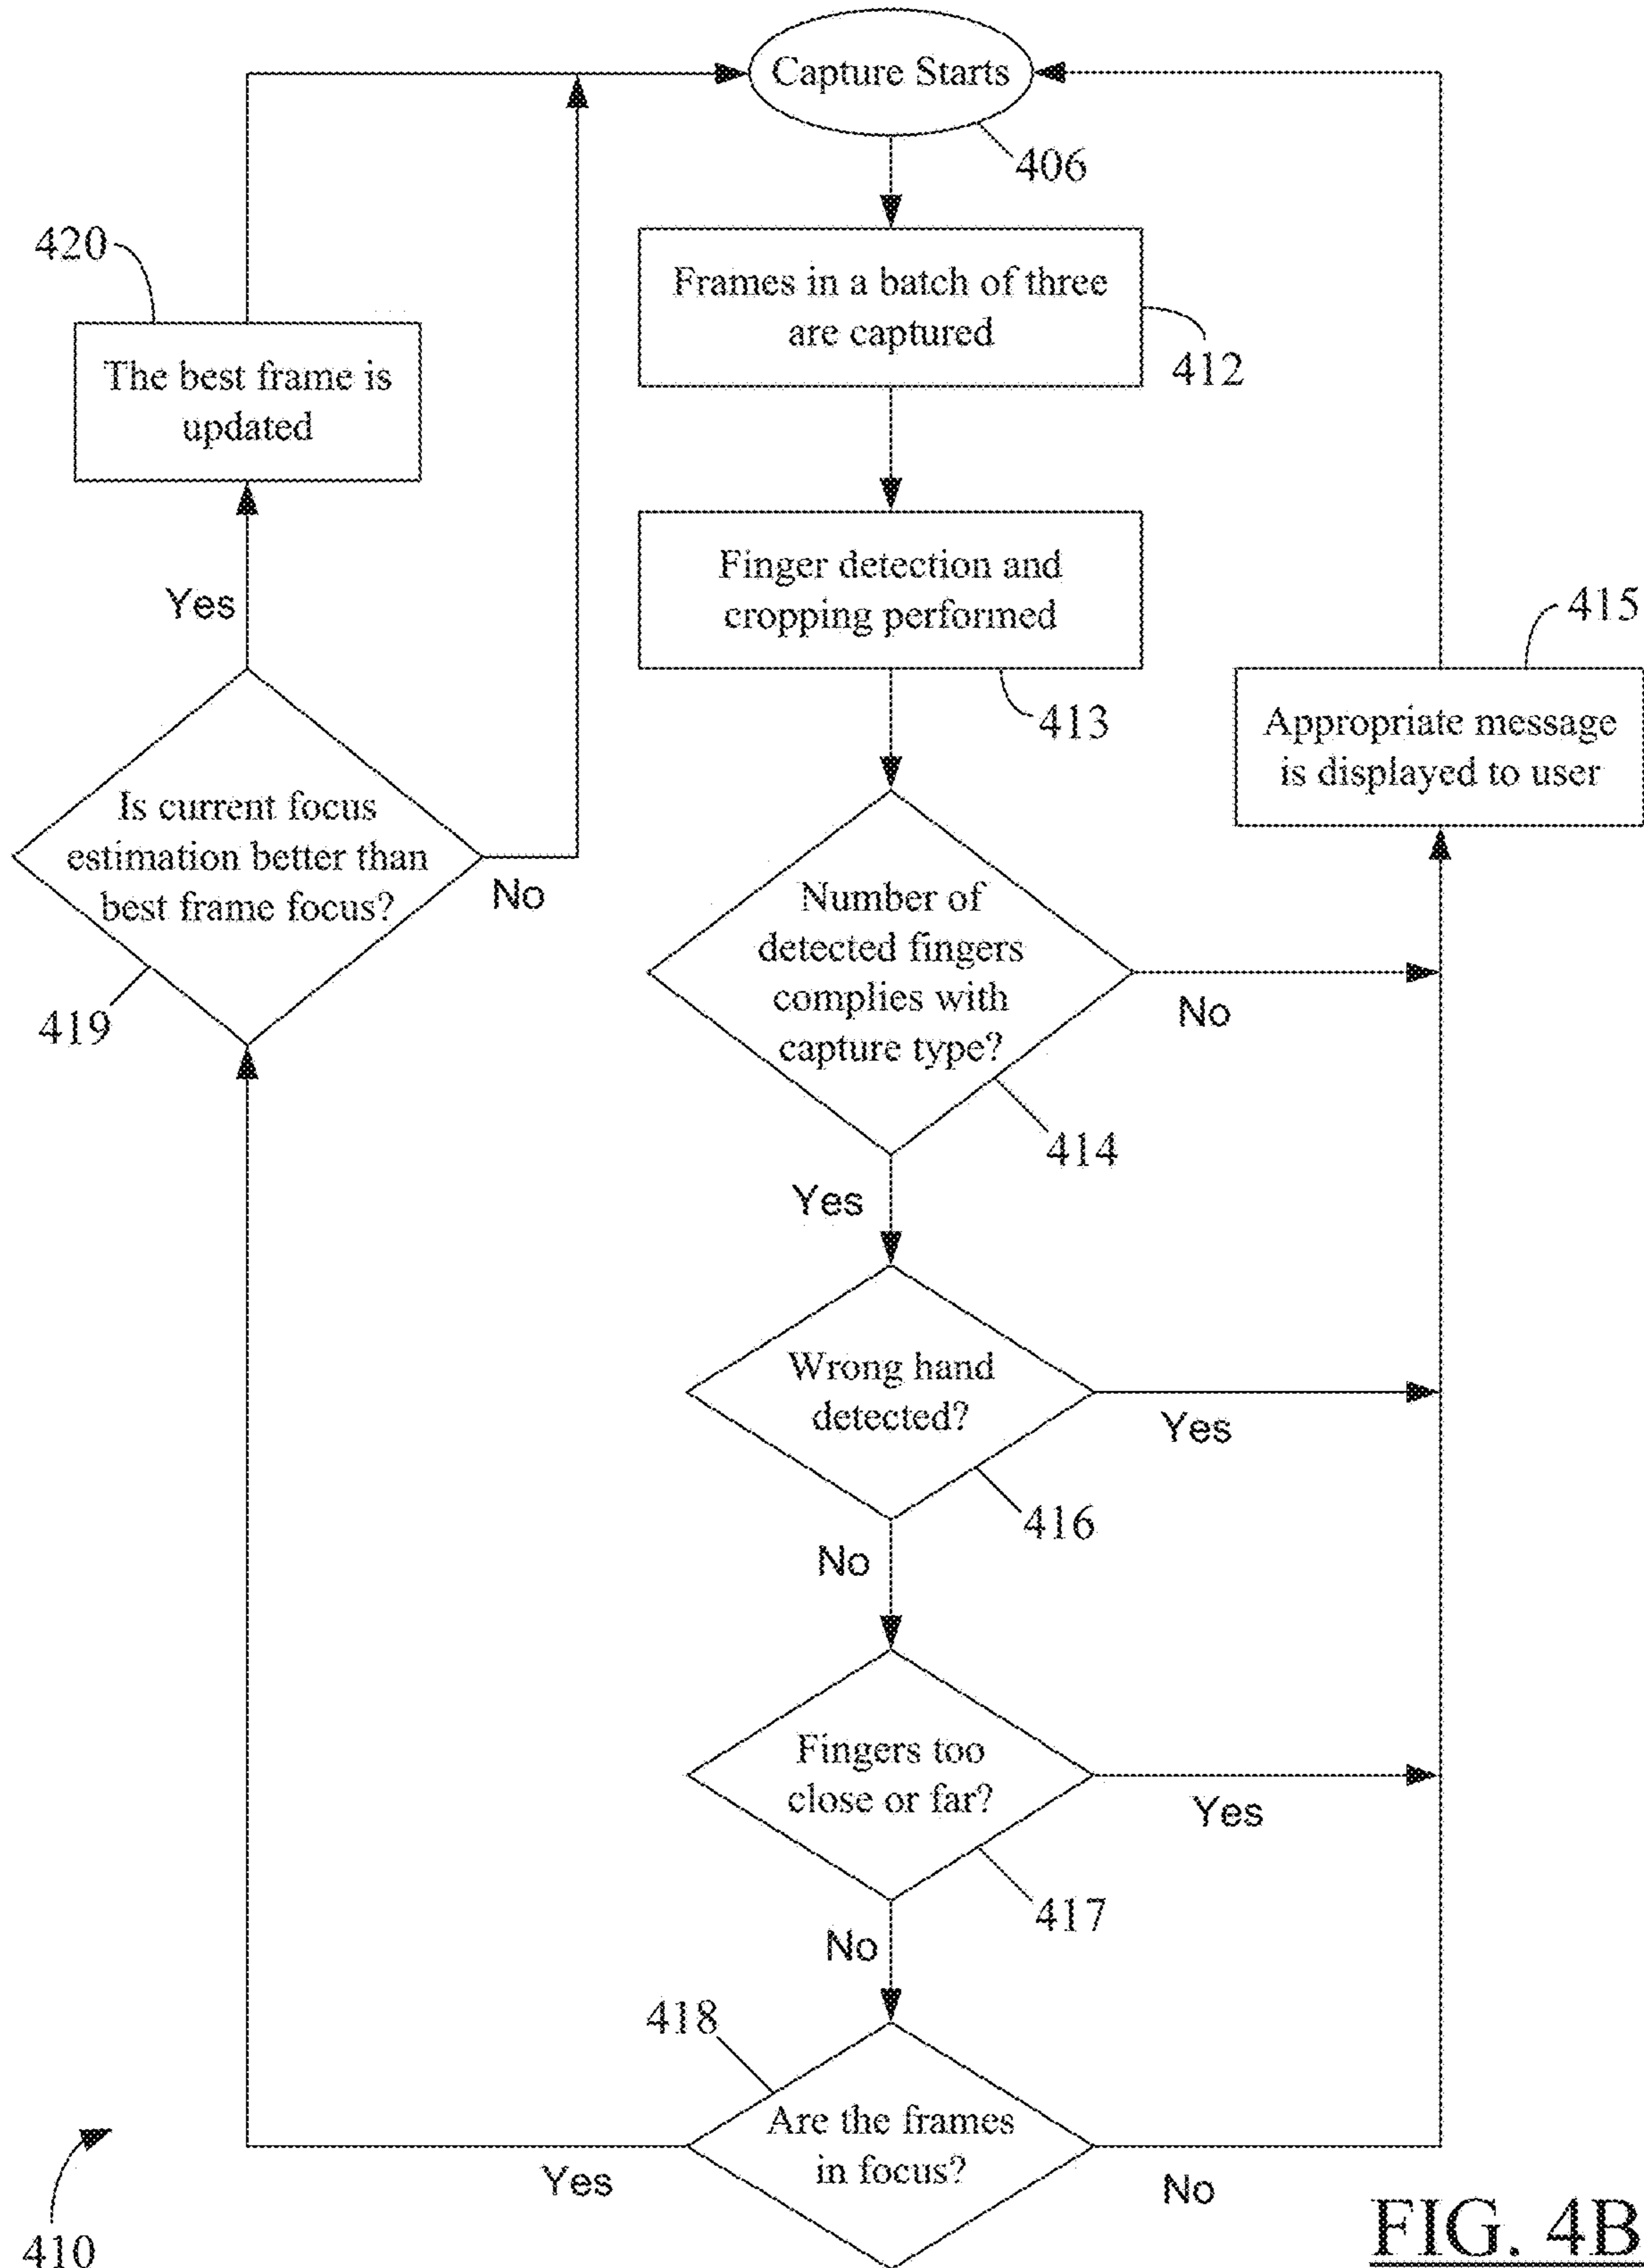 Capture Starts
406
420
Frames in a batch of three
are captured
412
The best frame is
updated
Finger detection and
cropping performed
413
Yes
415
Appropriate message
is displayed to user
Is current focus
estimation better than
best frame focus?
No
419
Number of
detected fingers
complies with
capture type?
No
414
Yes
Wrong hand
detected?
Yes
416
No
Fingers too
close or far?
Yes
417
No
418
Are the frames
in focus?
Yes
No
410
FIG. 4B